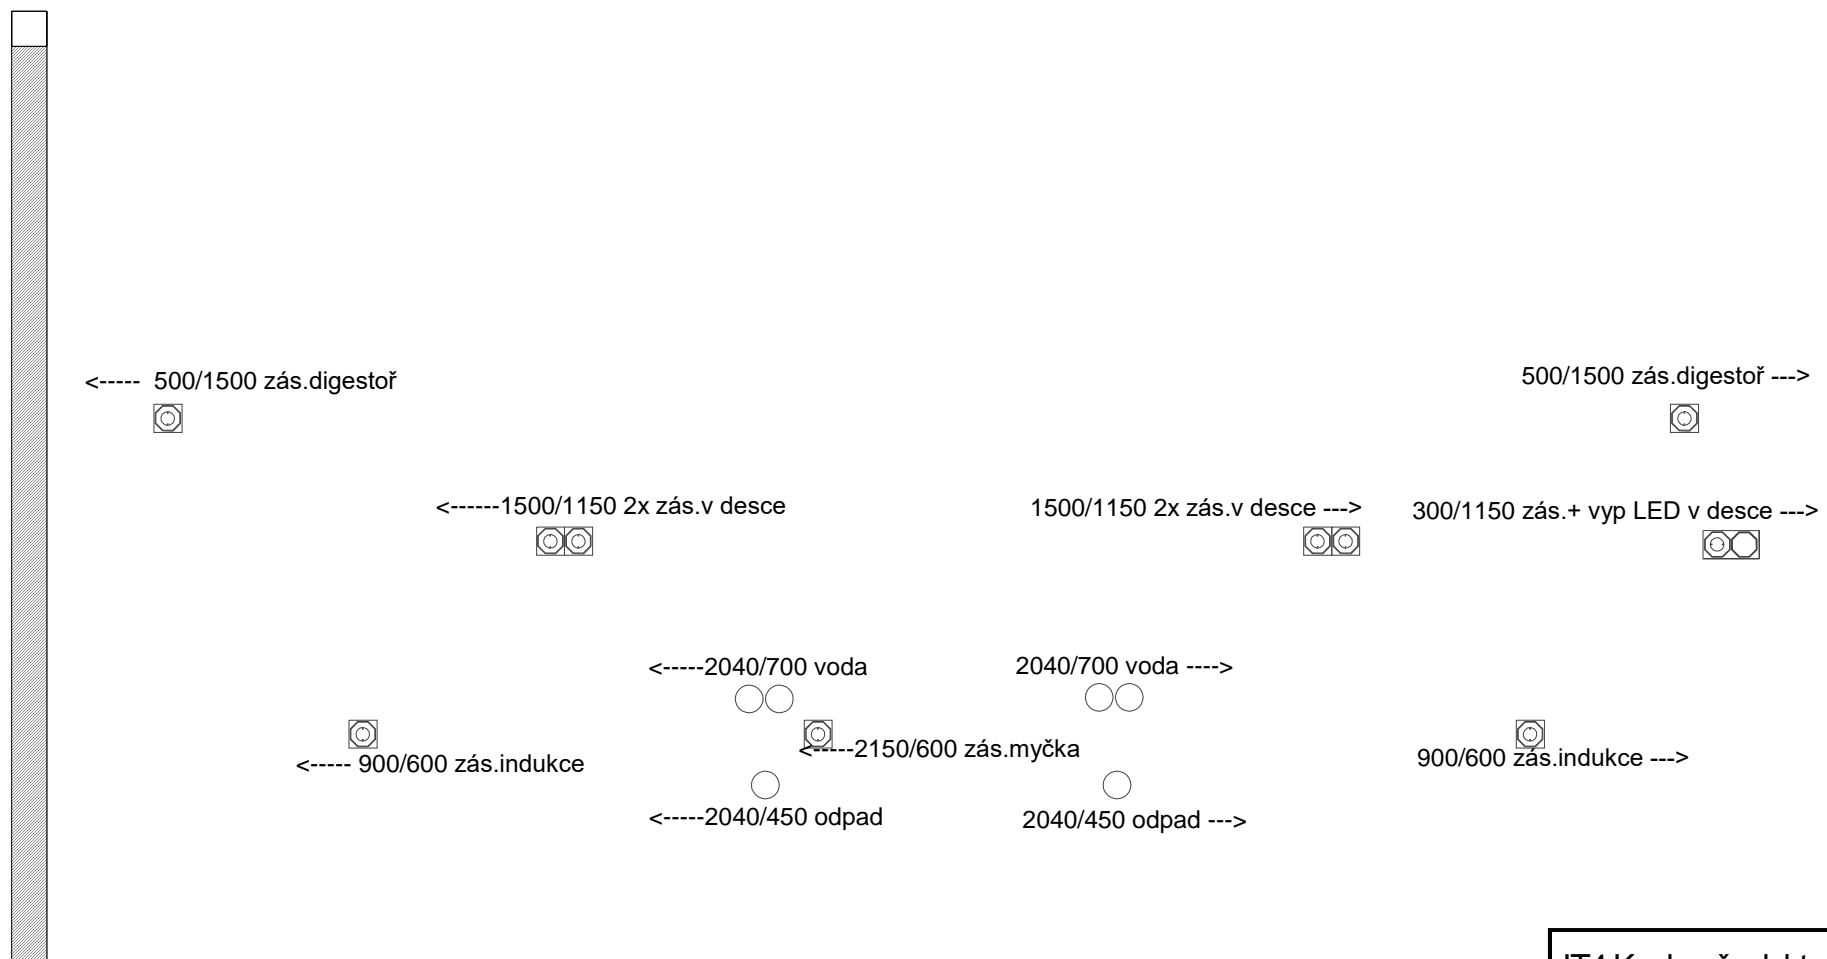 <----- 500/1500 zás.digestoř
500/1500 zás.digestoř --->
<------1500/1150 2x zás.v desce
1500/1150 2x zás.v desce --->
300/1150 zás.+ vyp LED v desce --->
<-----2040/700 voda
2040/700 voda ---->
<-----2150/600 zás.myčka
<----- 900/600 zás.indukce
900/600 zás.indukce --->
<-----2040/450 odpad
2040/450 odpad --->